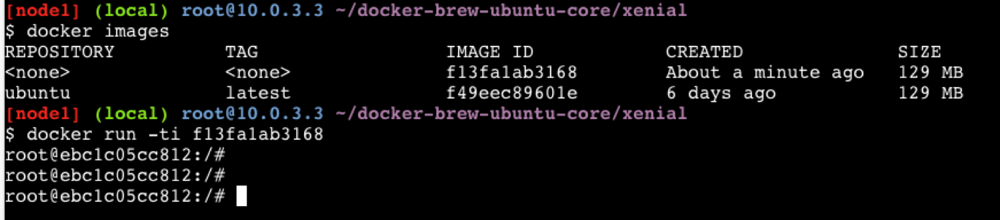 [node1] (local) root@10.0.3.3 ~/docker-brew-ubuntu-core/xenial
$ docker images
REPOSITORY          TAG                 IMAGE ID            CREATED              SIZE
<none>              <none>              f13fa1ab3168        About a minute ago   129 MB
ubuntu              latest              f49eec89601e        6 days ago           129 MB
[node1] (local) root@10.0.3.3 ~/docker-brew-ubuntu-core/xenial
$ docker run -ti f13fa1ab3168
root@ebc1c05cc812:/#
root@ebc1c05cc812:/#
root@ebc1c05cc812:/#